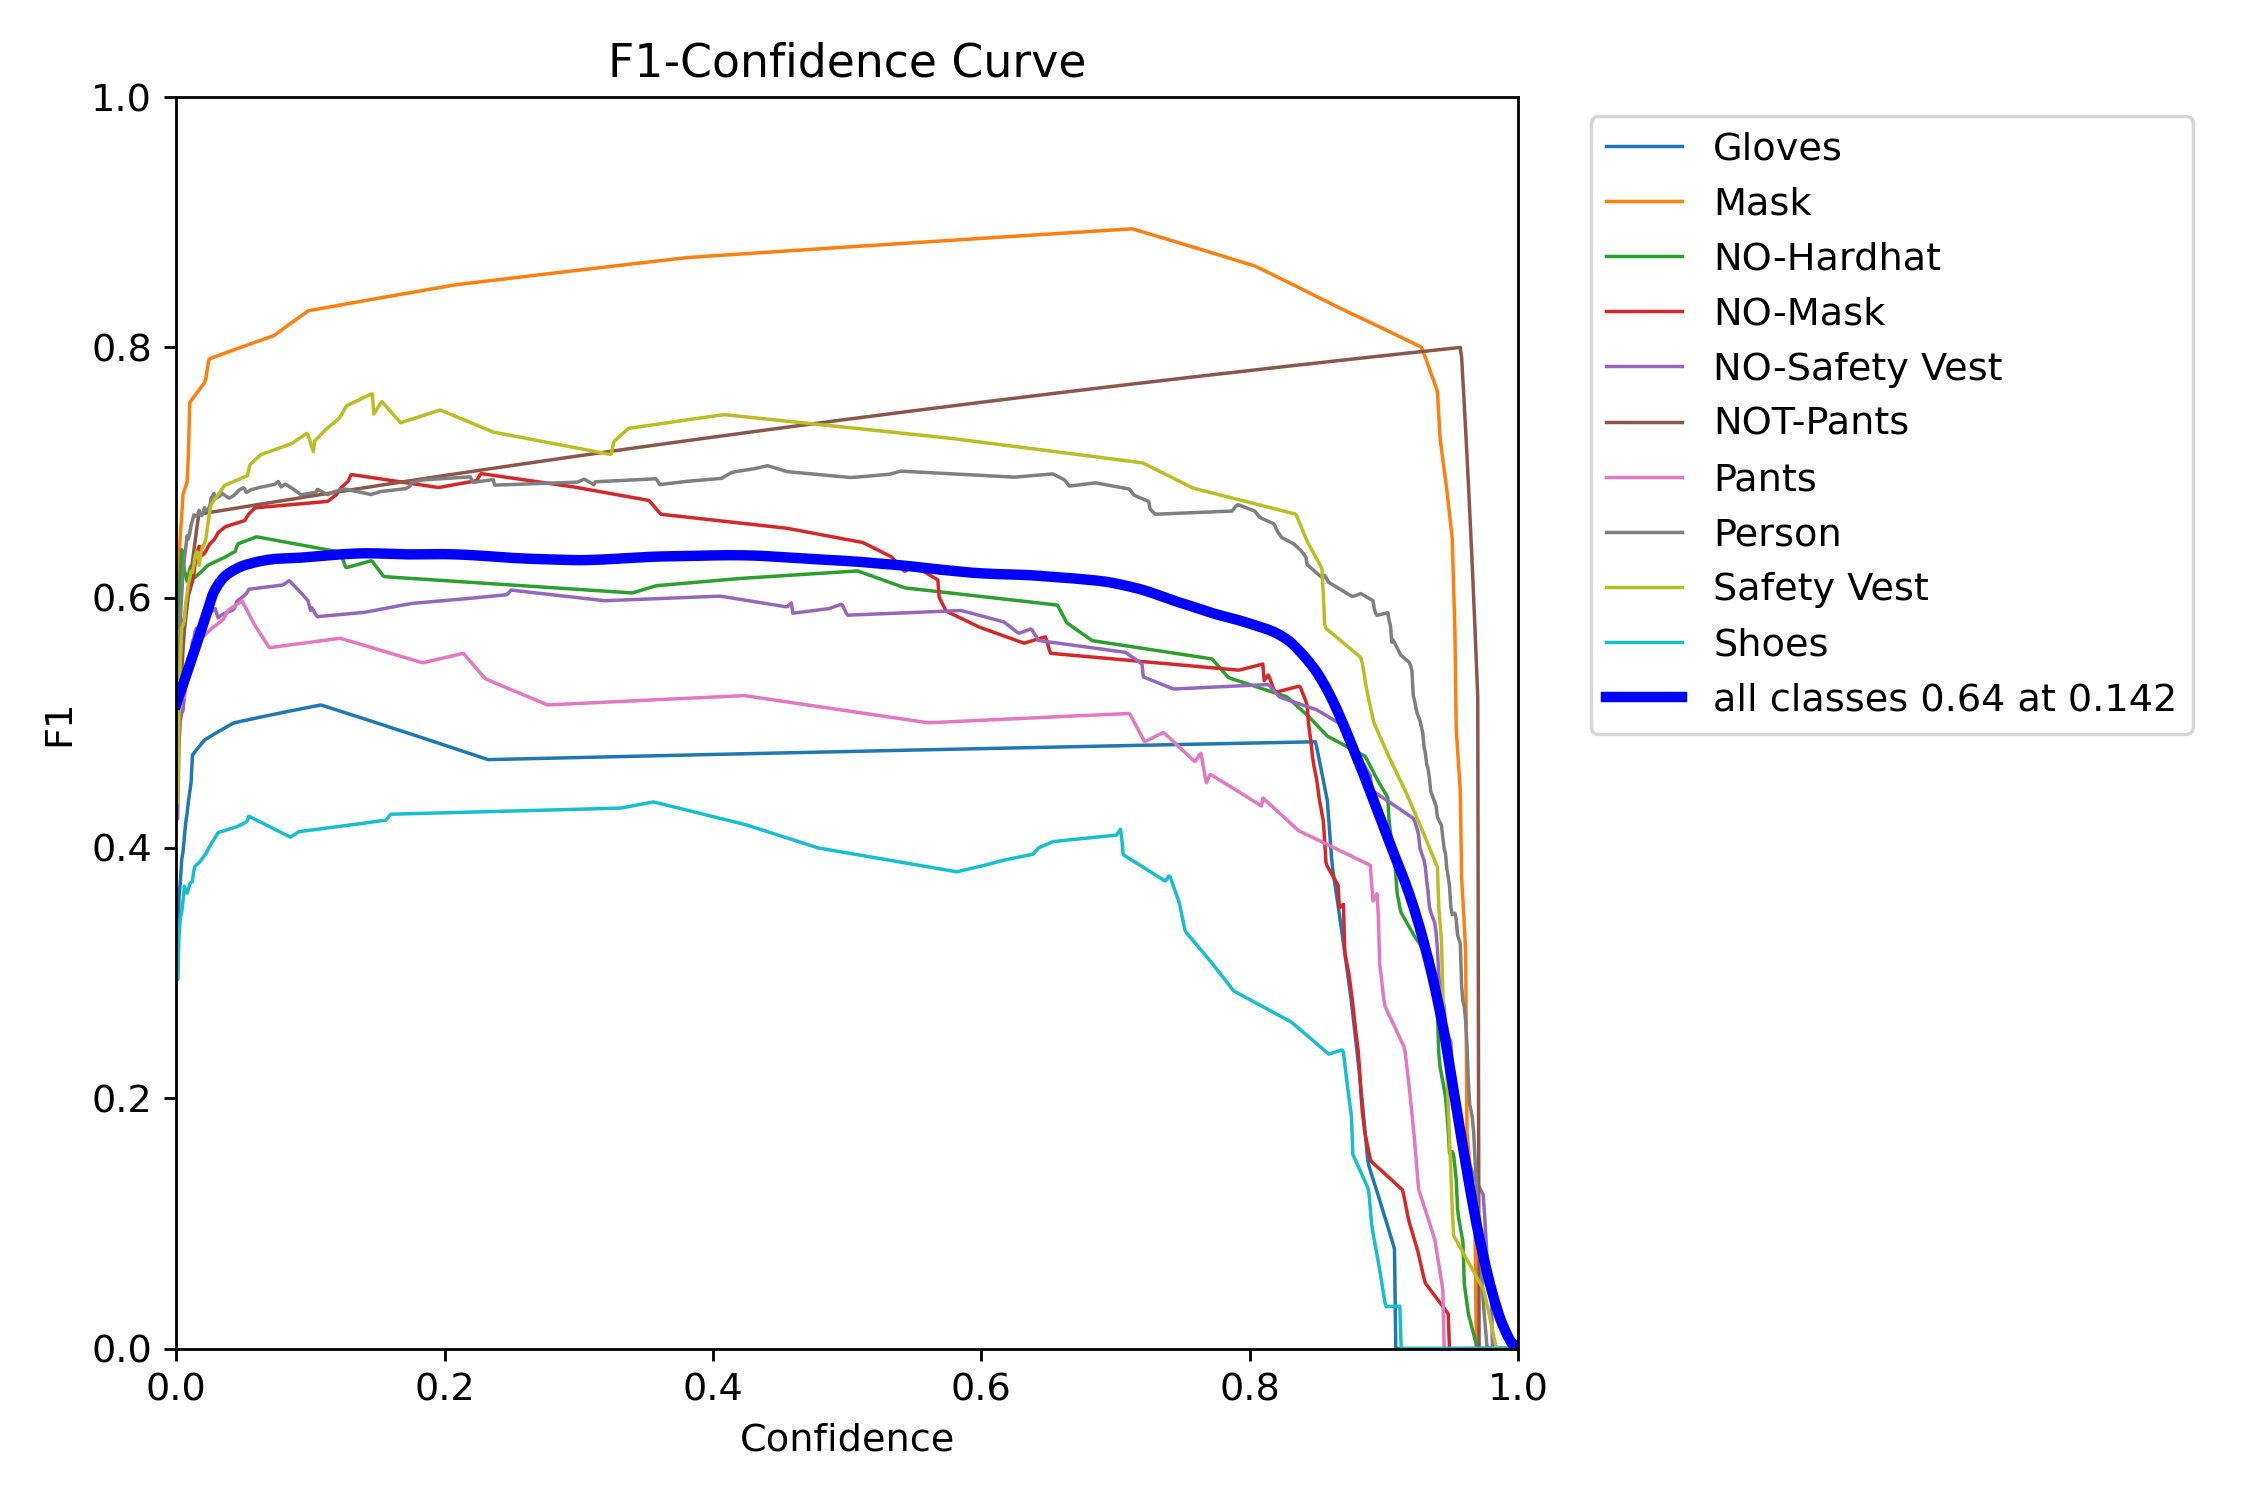 F1-Confidence Curve
1.0
0.8
0.6
0.4
0.2
0.0
F1
0.0 0.2 0.4 0.6 0.8 1.0
Confidence
Gloves
Mask
NO-Hardhat
NO-Mask
NO-Safety Vest
NOT-Pants
Pants
Person
Safety Vest
Shoes
all classes 0.64 at 0.142